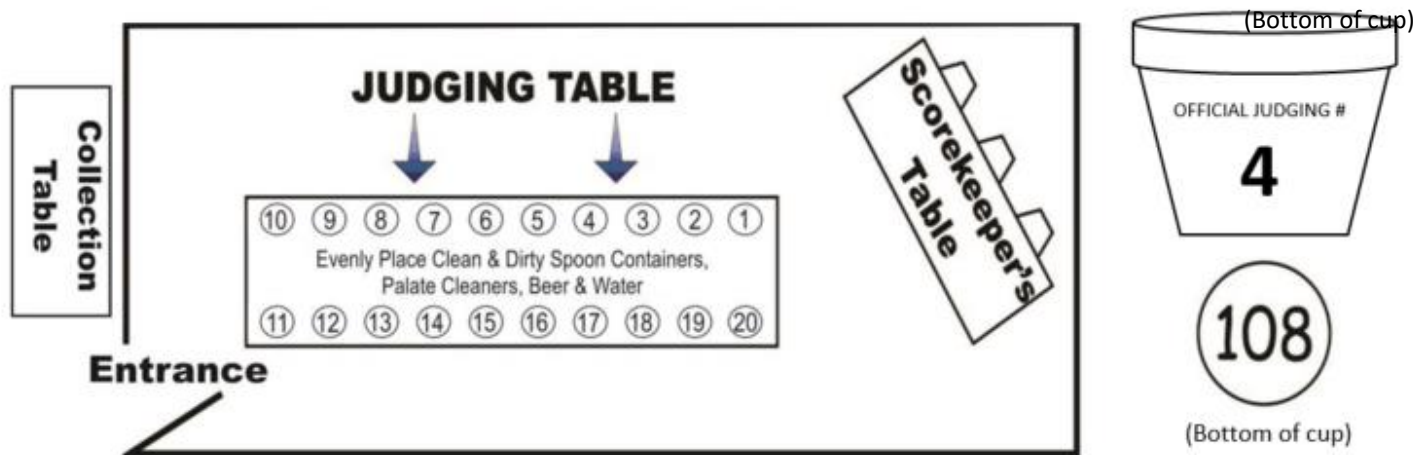 (Bottom of cup)
JUDGING TABLE
Collection
Table
Scorekeeper's
Table
OFFICIAL JUDGING #
4
10 9 8 7 6 5 4 3 2 1
Evenly Place Clean & Dirty Spoon Containers,
Palate Cleaners, Beer & Water
11 12 13 14 15 16 17 18 19 20
Entrance
108
(Bottom of cup)